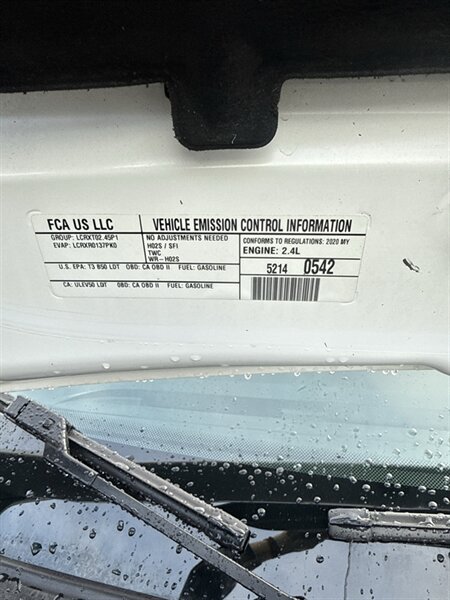 FCA US LLC
GROUP: LCRXT02.45P1
EVAP: LCRXR0137PK0
VEHICLE EMISSION CONTROL INFORMATION
NO ADJUSTMENTS NEEDED
HO2S / SFI
TWC
WR-HO2S
CONFORMS TO REGULATIONS: 2020 MY
ENGINE: 2.4L
U.S. EPA: T3 B50 LDT OBD: CA OBD II FUEL: GASOLINE
CA: ULEV50 LDT OBD: CA OBD II FUEL: GASOLINE
5214 0542